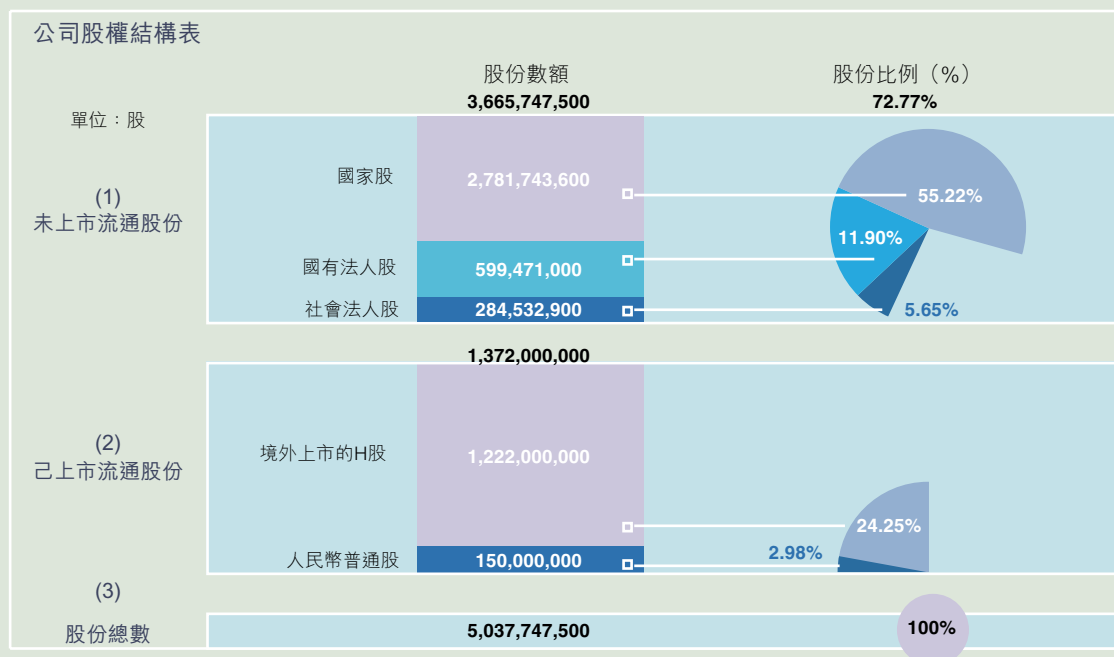 公司股權結構表
股份數額
股份比例（%）
3,665,747,500
72.77%
單位：股
(1)
未上市流通股份
國家股
2,781,743,600
55.22%
國有法人股
599,471,000
11.90%
社會法人股
284,532,900
5.65%
1,372,000,000
(2)
己上市流通股份
境外上市的H股
1,222,000,000
24.25%
人民幣普通股
150,000,000
2.98%
(3)
股份總數
5,037,747,500
100%